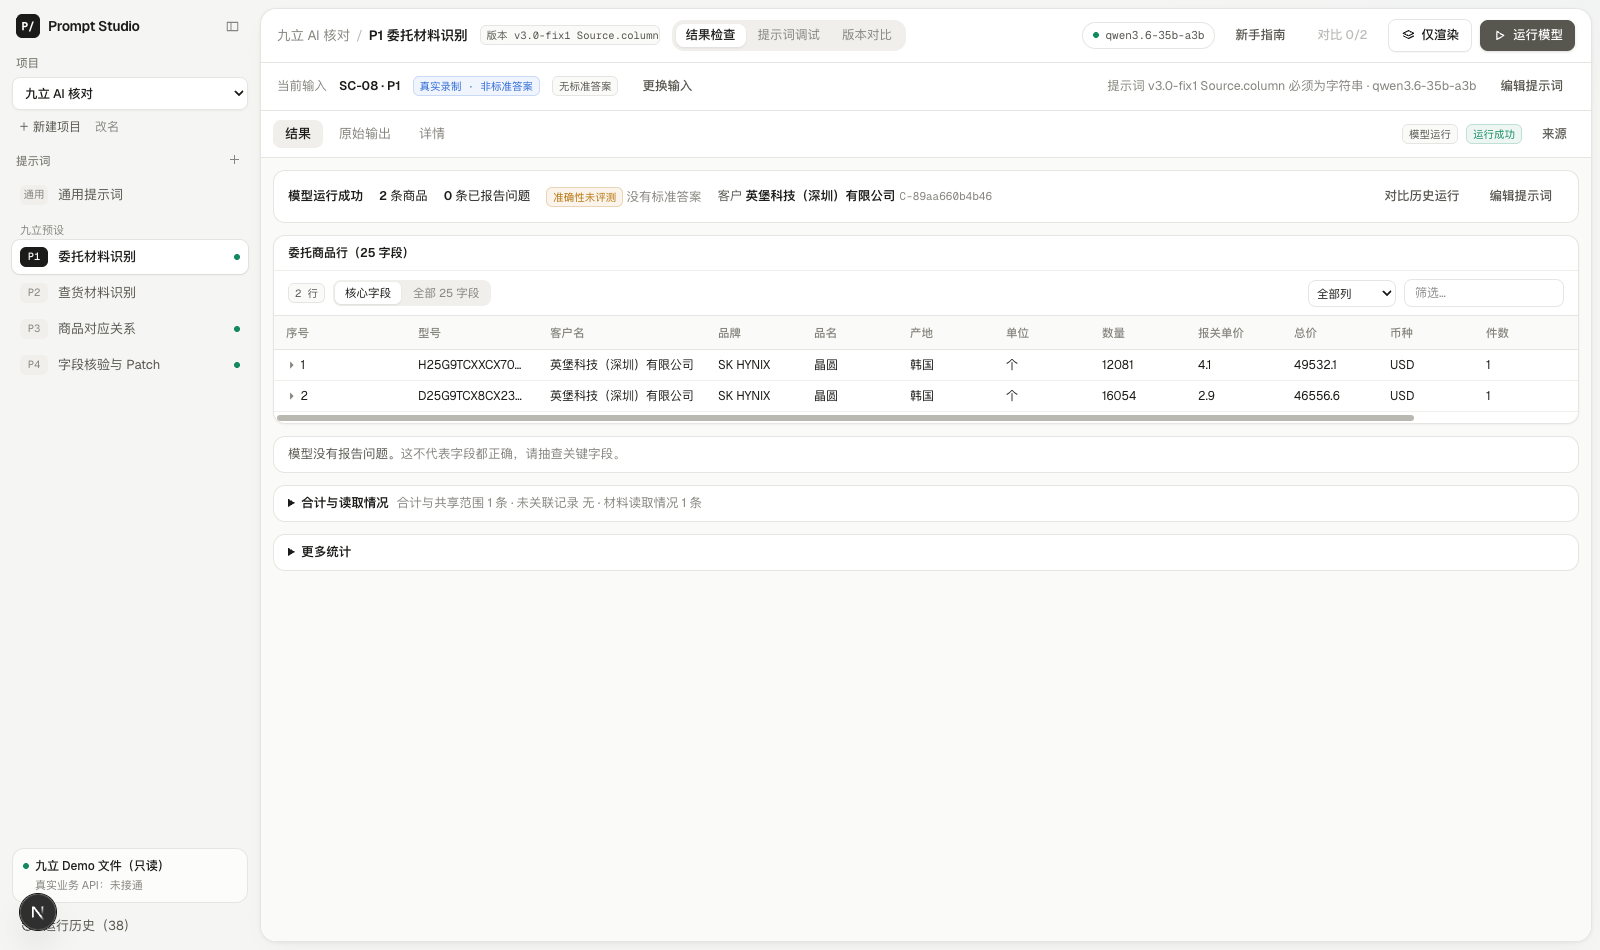 P/ Prompt Studio
项目
九立 AI 核对
+ 新建项目 改名
提示词 +
通用 通用提示词
九立预设
P1 委托材料识别
P2 查货材料识别
P3 商品对应关系
P4 字段核验与 Patch
九立 Demo 文件（只读）
真实业务 API：未接通
N 运行历史（38）
九立 AI 核对 / P1 委托材料识别 版本 v3.0-fix1 Source.column 结果检查 提示词调试 版本对比 qwen3.6-35b-a3b 新手指南 对比 0/2 仅渲染 运行模型
当前输入 SC-08 · P1 真实录制 · 非标准答案 无标准答案 更换输入 提示词 v3.0-fix1 Source.column 必须为字符串 · qwen3.6-35b-a3b 编辑提示词
结果 原始输出 详情 模型运行 运行成功 来源
模型运行成功 2 条商品 0 条已报告问题 准确性未评测 没有标准答案 客户 英堡科技（深圳）有限公司 C-89aa660b4b46 对比历史运行 编辑提示词
委托商品行（25 字段）
2 行 核心字段 全部 25 字段 全部列 筛选…
序号 型号 客户名 品牌 品名 产地 单位 数量 报关单价 总价 币种 件数
1 H25G9TCXXCX70… 英堡科技（深圳）有限公司 SK HYNIX 晶圆 韩国 个 12081 4.1 49532.1 USD 1
2 D25G9TCX8CX23… 英堡科技（深圳）有限公司 SK HYNIX 晶圆 韩国 个 16054 2.9 46556.6 USD 1
模型没有报告问题。这不代表字段都正确，请抽查关键字段。
合计与读取情况 合计与共享范围 1 条 · 未关联记录 无 · 材料读取情况 1 条
更多统计